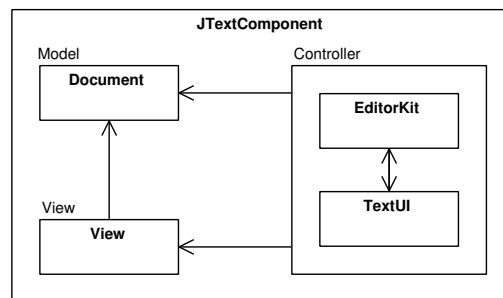 JTextComponent
Model
Controller
Document
EditorKit
TextUI
View
View